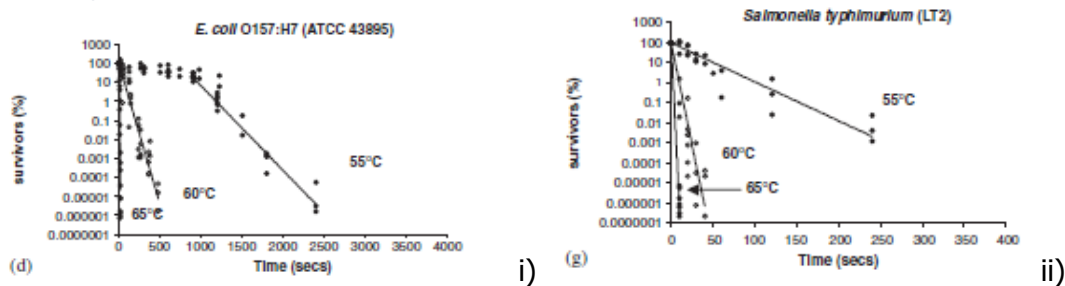 E. coli O157:H7 (ATCC 43895)
survivors (%)
1000
100
10
1
0.1
0.01
0.001
0.0001
0.00001
0.000001
0.0000001
55°C
60°C
65°C
0 500 1000 1500 2000 2500 3000 3500 4000
Time (secs)
(d)
i)
Salmonella typhimurium (LT2)
survivors (%)
1000
100
10
1
0.1
0.01
0.001
0.0001
0.00001
0.000001
0.0000001
55°C
60°C
65°C
0 50 100 150 200 250 300 350 400
Time (secs)
(g)
ii)